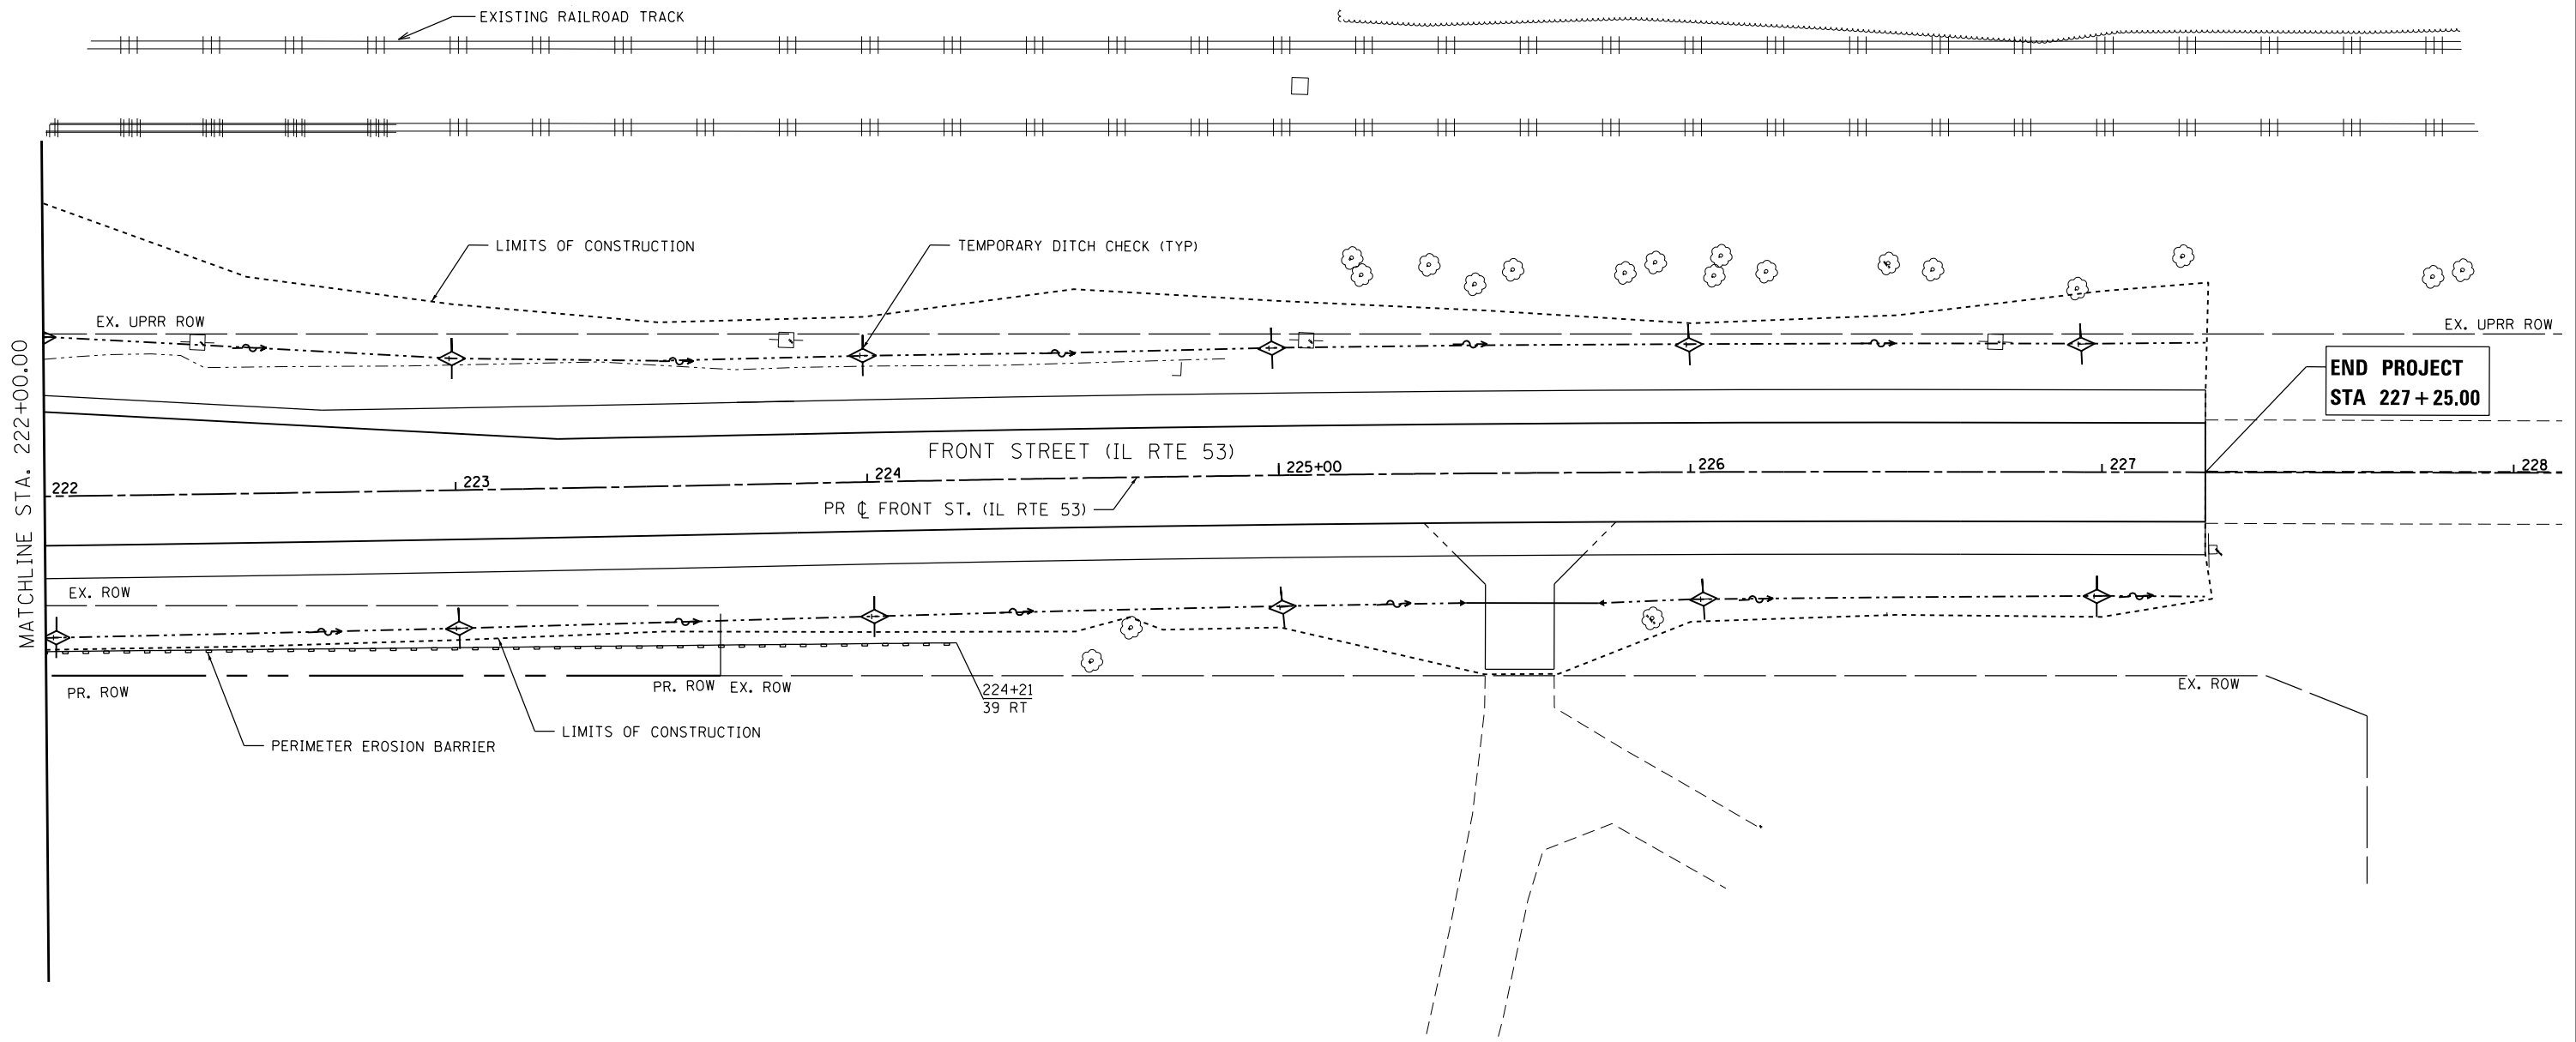 EXISTING RAILROAD TRACK
LIMITS OF CONSTRUCTION
TEMPORARY DITCH CHECK (TYP)
EX. UPRR ROW
EX. UPRR ROW
END PROJECT
STA 227+25.00
MATCHLINE STA. 222+00.00
FRONT STREET (IL RTE 53)
222
223
224
225+00
226
227
228
PR ℄ FRONT ST. (IL RTE 53)
EX. ROW
PR. ROW
PR. ROW
EX. ROW
EX. ROW
224+21
39 RT
LIMITS OF CONSTRUCTION
PERIMETER EROSION BARRIER